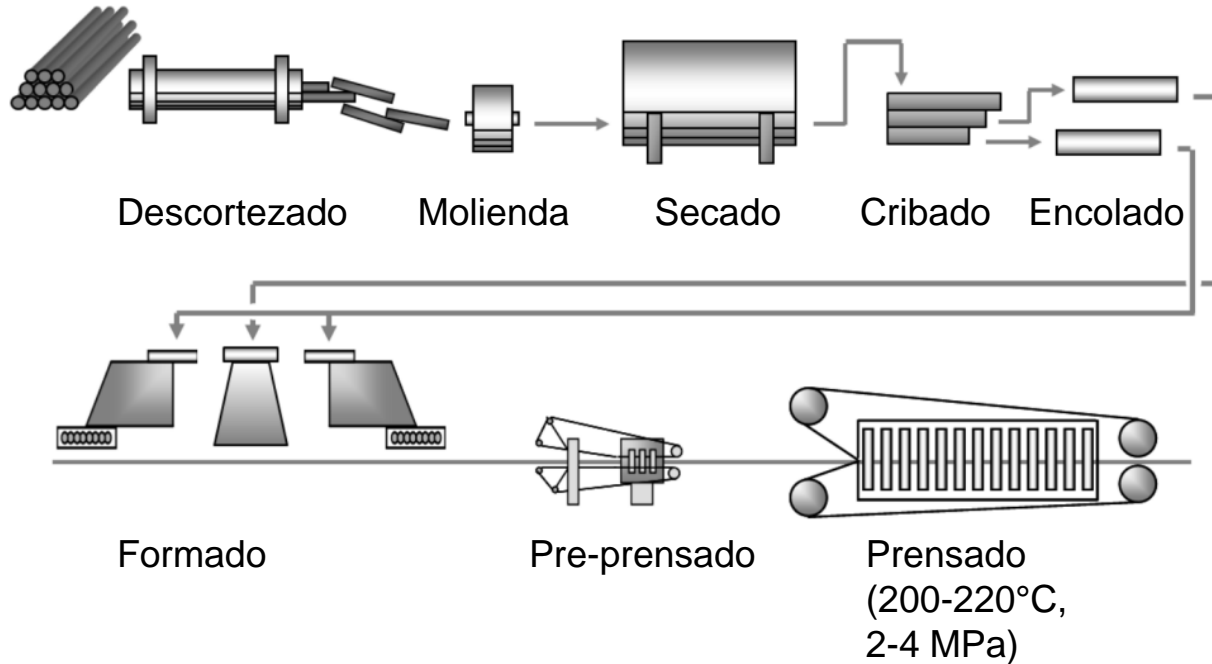 Descortezado Molienda Secado Cribado Encolado
Formado Pre-prensado Prensado
(200-220°C,
2-4 MPa)